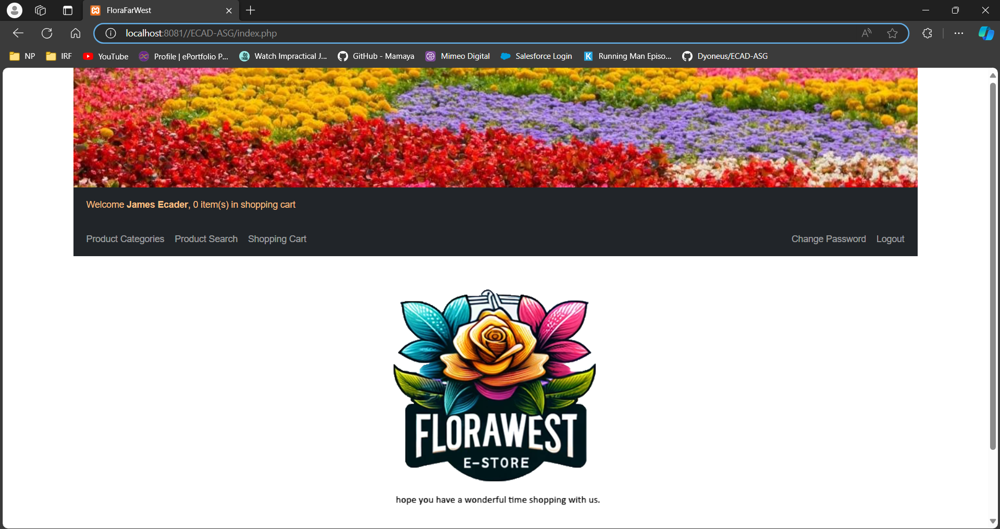 FloraFarWest
localhost:8081//ECAD-ASG/index.php
NP IRF YouTube Profile | ePortfolio P... Watch Impractical J... GitHub - Mamaya Mimeo Digital Salesforce Login Running Man Episo... Dyoneus/ECAD-ASG
Welcome James Ecader, 0 item(s) in shopping cart
Product Categories Product Search Shopping Cart Change Password Logout
FLORAWEST
E-STORE
hope you have a wonderful time shopping with us.